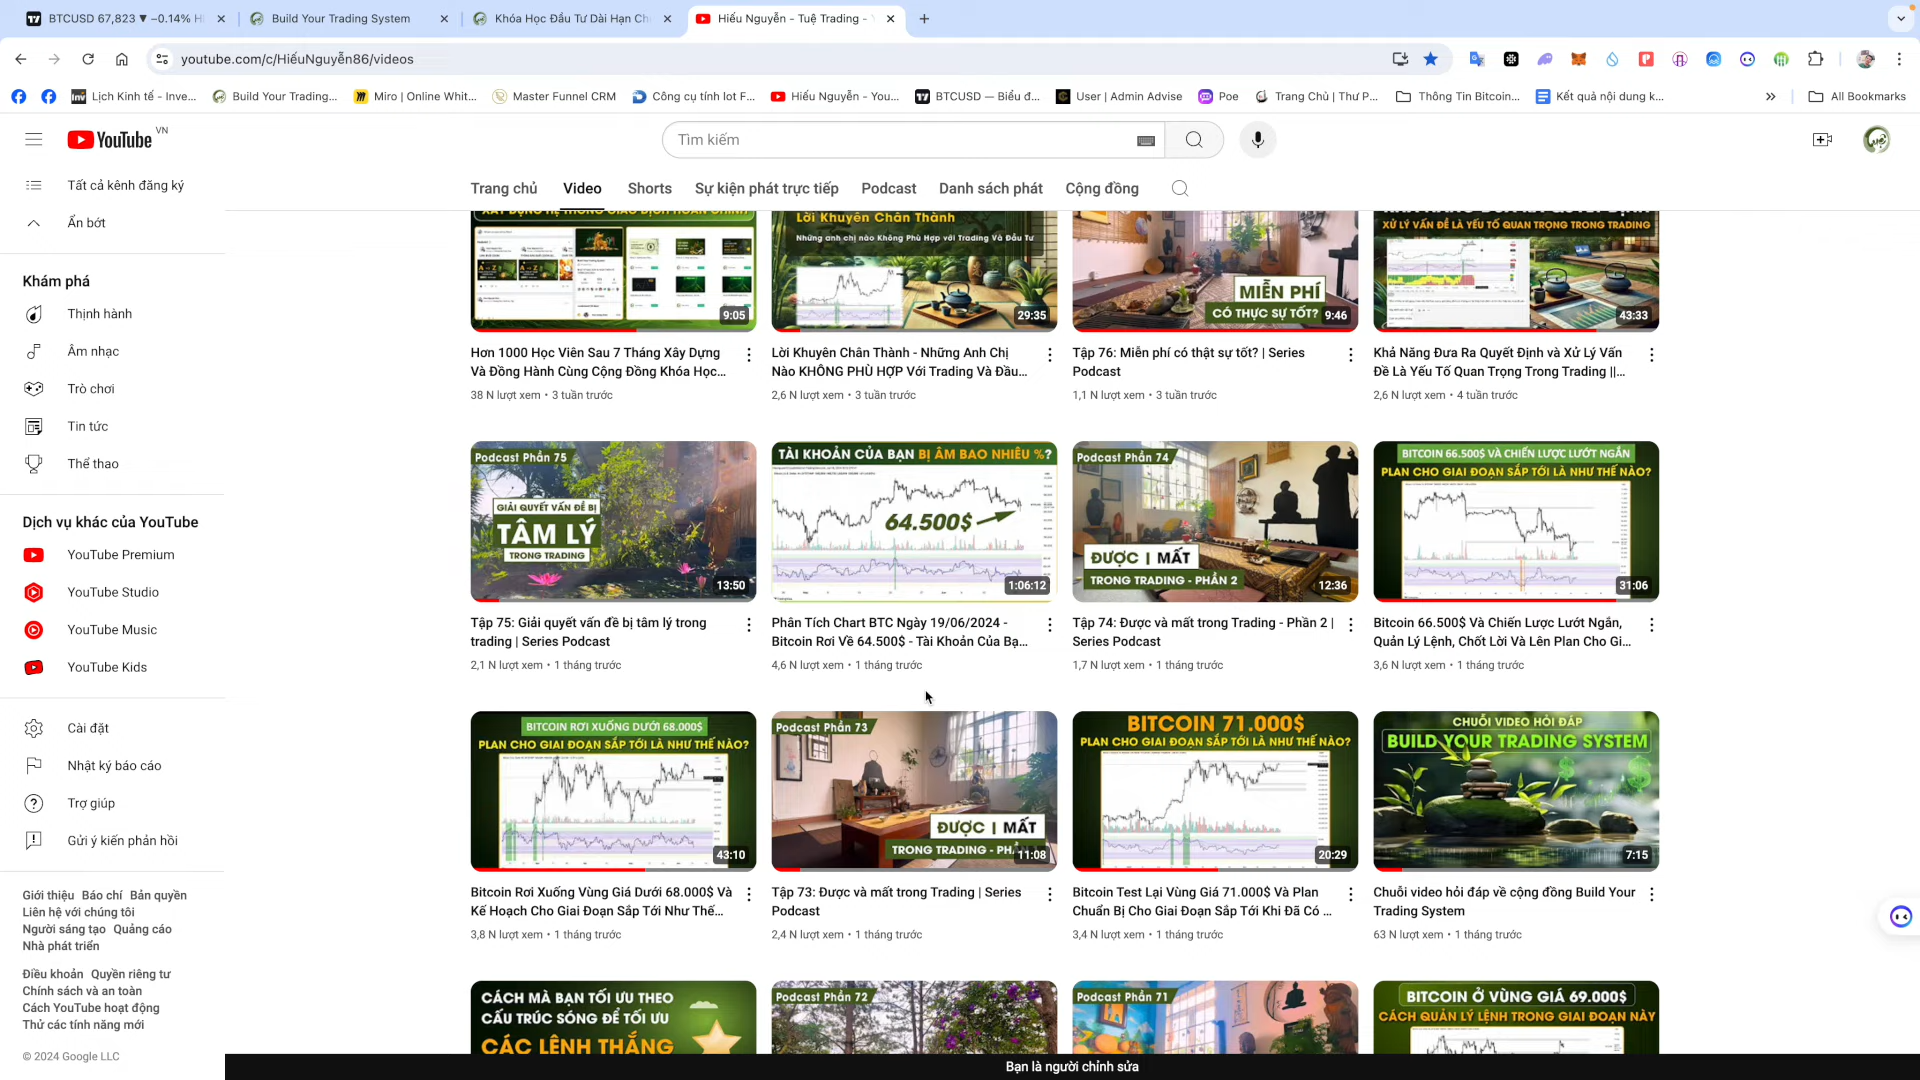 BTCUSD 67,823 ▼ −0.14% H
Build Your Trading System
Khóa Học Đầu Tư Dài Hạn Ch
Hiếu Nguyễn - Tuệ Trading -
youtube.com/c/HiếuNguyễn86/videos
Lịch Kinh tế - Inve...
Build Your Trading...
Miro | Online Whit...
Master Funnel CRM
Công cụ tính lot F...
Hiếu Nguyễn - You...
BTCUSD — Biểu đ...
User | Admin Advise
Poe
Trang Chủ | Thư P...
Thông Tin Bitcoin...
Kết quả nội dung k...
All Bookmarks
YouTube VN
Tìm kiếm
Tất cả kênh đăng ký
Ẩn bớt
Khám phá
Thịnh hành
Âm nhạc
Trò chơi
Tin tức
Thể thao
Dịch vụ khác của YouTube
YouTube Premium
YouTube Studio
YouTube Music
YouTube Kids
Cài đặt
Nhật ký báo cáo
Trợ giúp
Gửi ý kiến phản hồi
Giới thiệu Báo chí Bản quyền
Liên hệ với chúng tôi
Người sáng tạo Quảng cáo
Nhà phát triển
Điều khoản Quyền riêng tư
Chính sách và an toàn
Cách YouTube hoạt động
Thử các tính năng mới
© 2024 Google LLC
Trang chủ
Video
Shorts
Sự kiện phát trực tiếp
Podcast
Danh sách phát
Cộng đồng
9:05
Hơn 1000 Học Viên Sau 7 Tháng Xây Dựng
Và Đồng Hành Cùng Cộng Đồng Khóa Học...
38 N lượt xem • 3 tuần trước
Lời Khuyên Chân Thành
Những anh chị nào Không Phù Hợp với Trading Và Đầu Tư
29:35
Lời Khuyên Chân Thành - Những Anh Chị
Nào KHÔNG PHÙ HỢP Với Trading Và Đầu...
2,6 N lượt xem • 3 tuần trước
MIỄN PHÍ
CÓ THỰC SỰ TỐT?
9:46
Tập 76: Miễn phí có thật sự tốt? | Series
Podcast
1,1 N lượt xem • 3 tuần trước
XỬ LÝ VẤN ĐỀ LÀ YẾU TỐ QUAN TRỌNG TRONG TRADING
43:33
Khả Năng Đưa Ra Quyết Định và Xử Lý Vấn
Đề Là Yếu Tố Quan Trọng Trong Trading ||...
2,6 N lượt xem • 4 tuần trước
Podcast Phần 75
GIẢI QUYẾT VẤN ĐỀ BỊ
TÂM LÝ
TRONG TRADING
13:50
Tập 75: Giải quyết vấn đề bị tâm lý trong
trading | Series Podcast
2,1 N lượt xem • 1 tháng trước
TÀI KHOẢN CỦA BẠN BỊ ÂM BAO NHIÊU %?
64.500$
1:06:12
Phân Tích Chart BTC Ngày 19/06/2024 -
Bitcoin Rơi Về 64.500$ - Tài Khoản Của Bạ...
4,6 N lượt xem • 1 tháng trước
Podcast Phần 74
ĐƯỢC | MẤT
TRONG TRADING - PHẦN 2
12:36
Tập 74: Được và mất trong Trading - Phần 2 |
Series Podcast
1,7 N lượt xem • 1 tháng trước
BITCOIN 66.500$ VÀ CHIẾN LƯỢC LƯỚT NGẮN
PLAN CHO GIAI ĐOẠN SẮP TỚI LÀ NHƯ THẾ NÀO?
31:06
Bitcoin 66.500$ Và Chiến Lược Lướt Ngắn,
Quản Lý Lệnh, Chốt Lời Và Lên Plan Cho Gi...
3,6 N lượt xem • 1 tháng trước
BITCOIN RƠI XUỐNG DƯỚI 68.000$
PLAN CHO GIAI ĐOẠN SẮP TỚI LÀ NHƯ THẾ NÀO?
43:10
Bitcoin Rơi Xuống Vùng Giá Dưới 68.000$ Và
Kế Hoạch Cho Giai Đoạn Sắp Tới Như Thế...
3,8 N lượt xem • 1 tháng trước
Podcast Phần 73
ĐƯỢC | MẤT
TRONG TRADING - PH
11:08
Tập 73: Được và mất trong Trading | Series
Podcast
2,4 N lượt xem • 1 tháng trước
BITCOIN 71.000$
PLAN CHO GIAI ĐOẠN SẮP TỚI LÀ NHƯ THẾ NÀO?
20:29
Bitcoin Test Lại Vùng Giá 71.000$ Và Plan
Chuẩn Bị Cho Giai Đoạn Sắp Tới Khi Đã Có ...
3,4 N lượt xem • 1 tháng trước
CHUỖI VIDEO HỎI ĐÁP
BUILD YOUR TRADING SYSTEM
7:15
Chuỗi video hỏi đáp về cộng đồng Build Your
Trading System
63 N lượt xem • 1 tháng trước
CÁCH MÀ BẠN TỐI ƯU THEO
CẤU TRÚC SÓNG ĐỂ TỐI ƯU
CÁC LỆNH THẮNG
Podcast Phần 72
Podcast Phần 71
BITCOIN Ở VÙNG GIÁ 69.000$
CÁCH QUẢN LÝ LỆNH TRONG GIAI ĐOẠN NÀY
Bạn là người chỉnh sửa